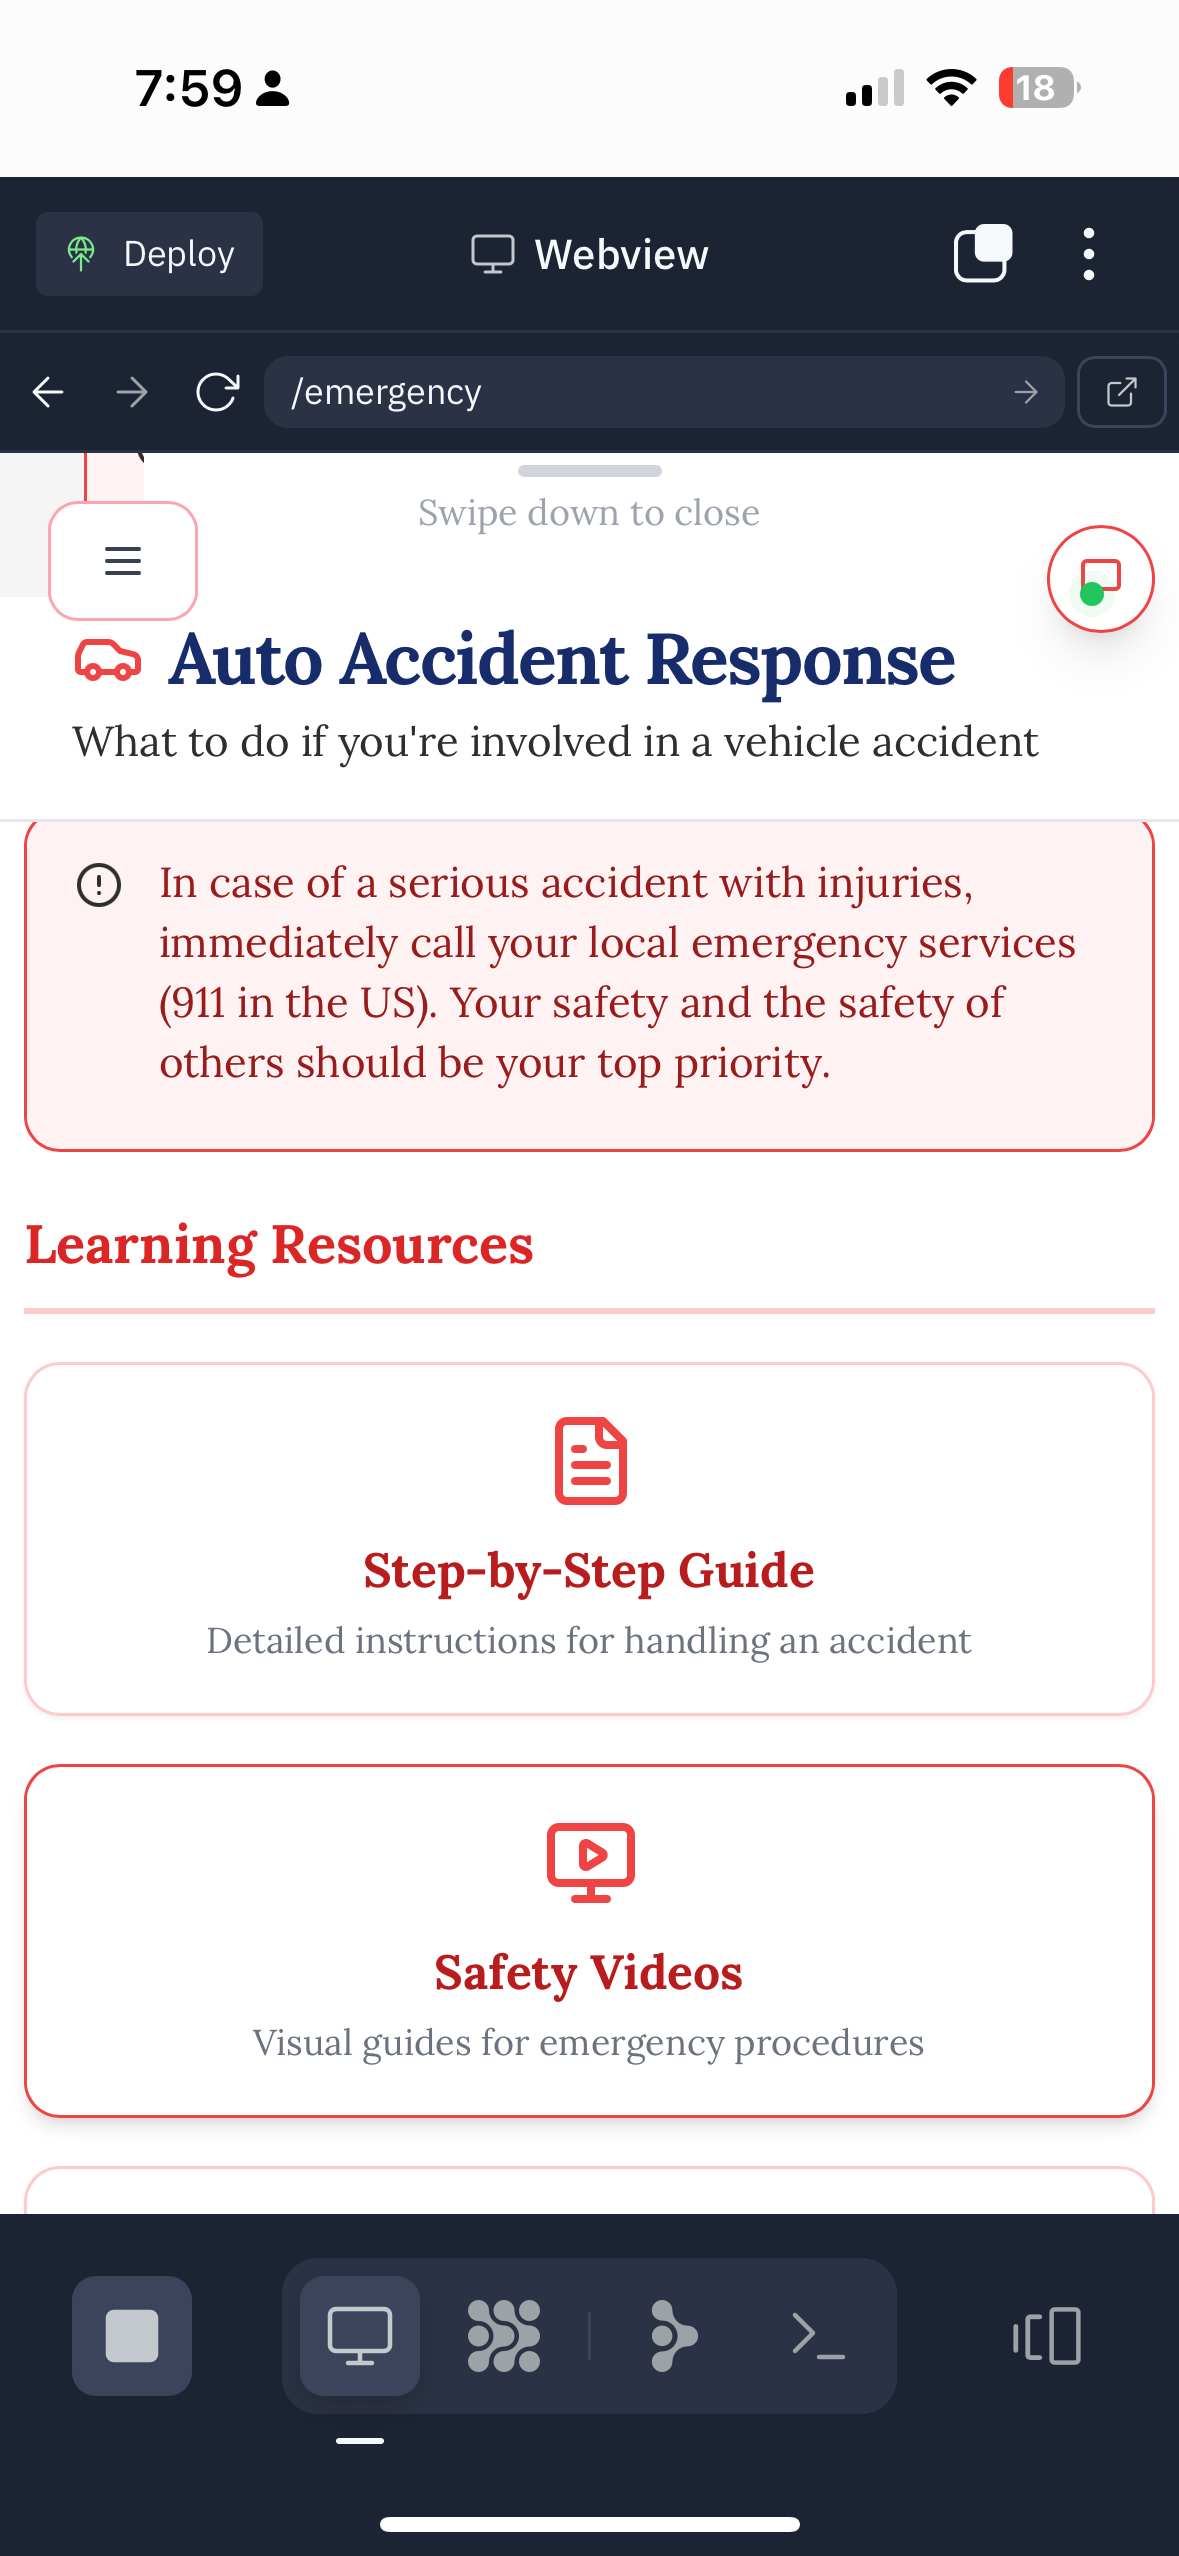 7:59
18
Deploy
Webview
/emergency
Swipe down to close
Auto Accident Response
What to do if you're involved in a vehicle accident
In case of a serious accident with injuries,
immediately call your local emergency services
(911 in the US). Your safety and the safety of
others should be your top priority.
Learning Resources
Step-by-Step Guide
Detailed instructions for handling an accident
Safety Videos
Visual guides for emergency procedures